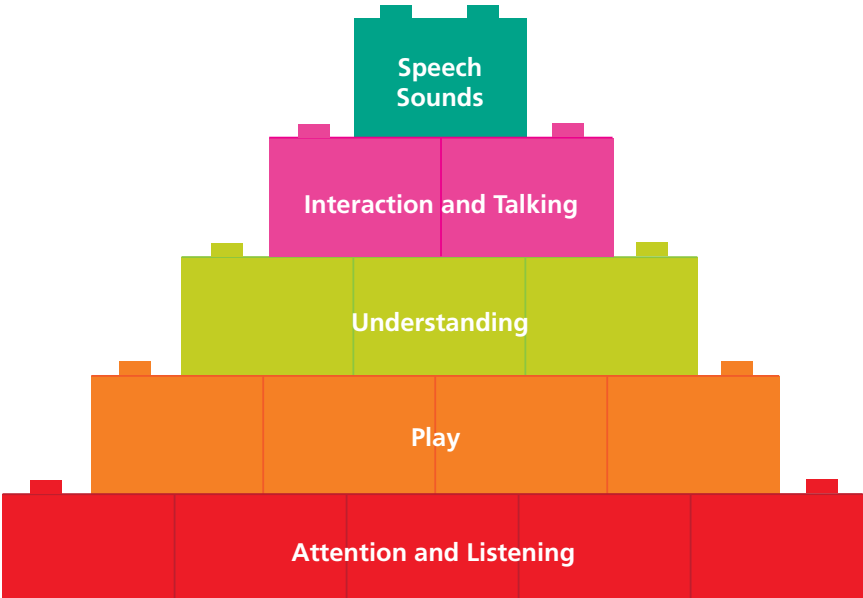 Speech
Sounds
Interaction and Talking
Understanding
Play
Attention and Listening